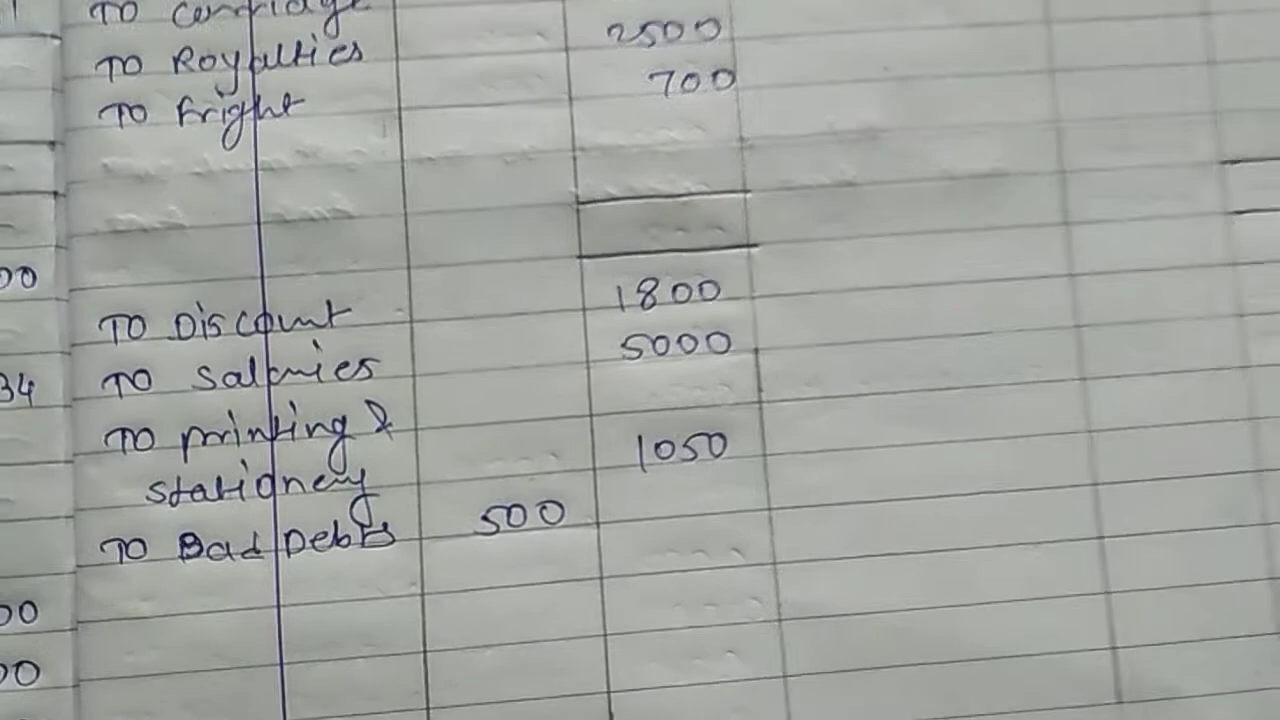 TO Carriage
TO Royalties 2500
TO fright 700
00
TO Discount 1800
34 TO Salaries 5000
TO printing &
stationery 1050
TO Bad Debts 500
00
00